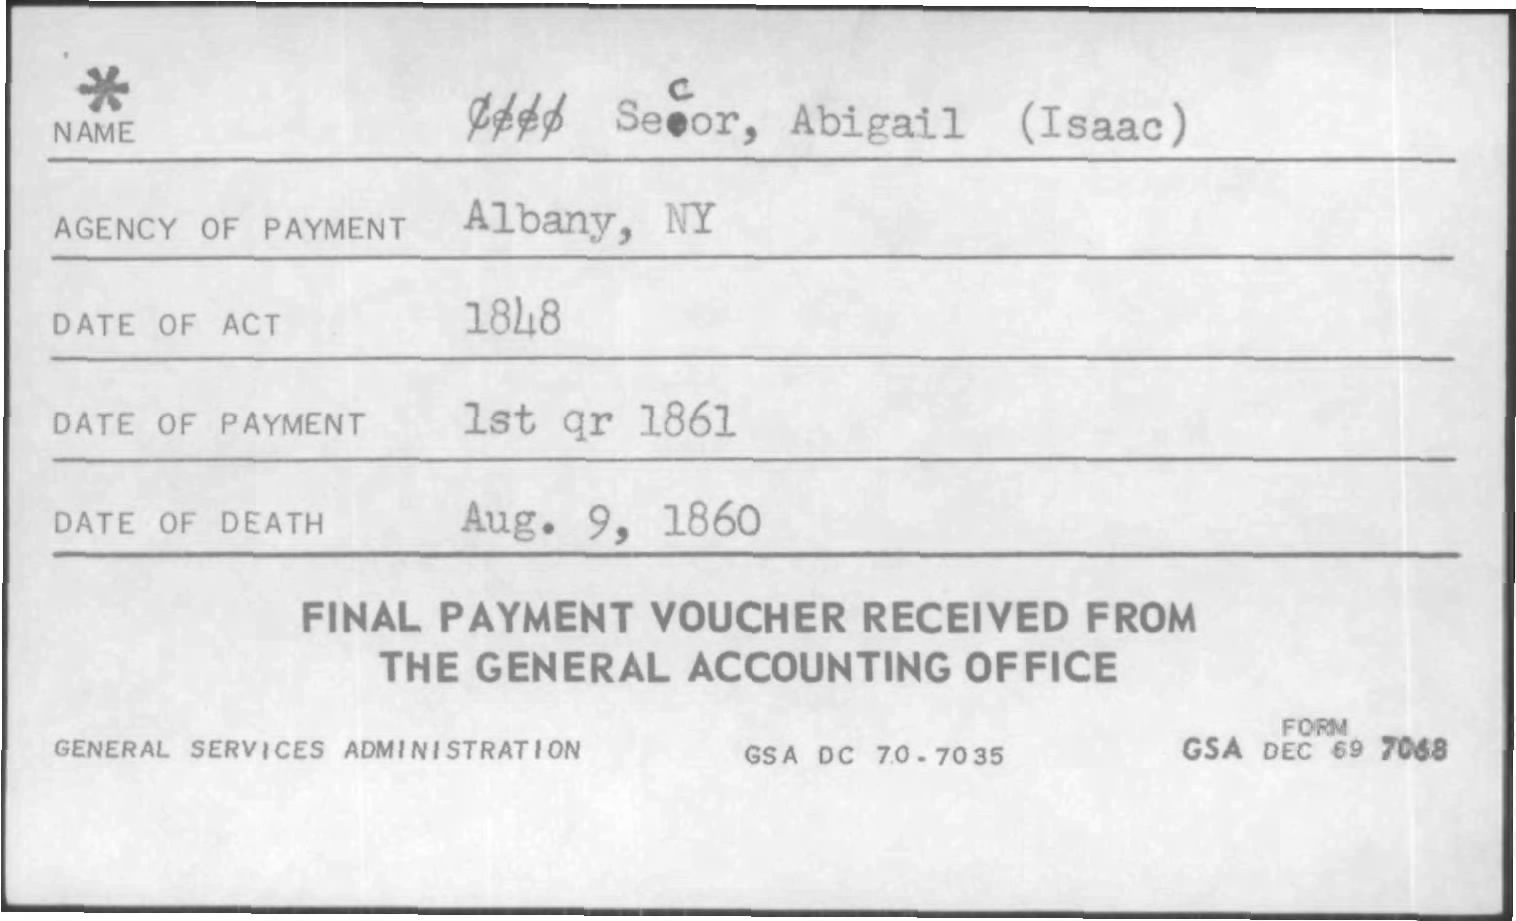 *
NAME Secor, Abigail (Isaac)
AGENCY OF PAYMENT Albany, NY
DATE OF ACT 1848
DATE OF PAYMENT 1st qr 1861
DATE OF DEATH Aug. 9, 1860
FINAL PAYMENT VOUCHER RECEIVED FROM
THE GENERAL ACCOUNTING OFFICE
GENERAL SERVICES ADMINISTRATION GSA DC 70-7035 GSA FORM DEC 69 7068